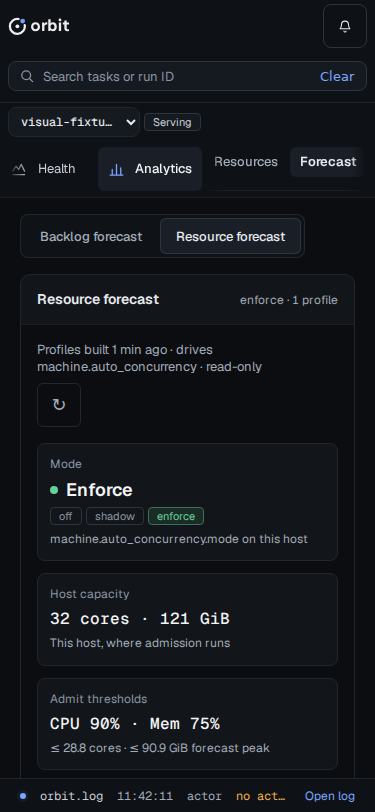 orbit
Search tasks or run ID Clear
visual-fixtu… Serving
Health Analytics Resources Forecast
Backlog forecast Resource forecast
Resource forecast enforce · 1 profile
Profiles built 1 min ago · drives
machine.auto_concurrency · read-only
Mode
Enforce
off shadow enforce
machine.auto_concurrency.mode on this host
Host capacity
32 cores · 121 GiB
This host, where admission runs
Admit thresholds
CPU 90% · Mem 75%
≤ 28.8 cores · ≤ 90.9 GiB forecast peak
orbit.log 11:42:11 actor no act… Open log